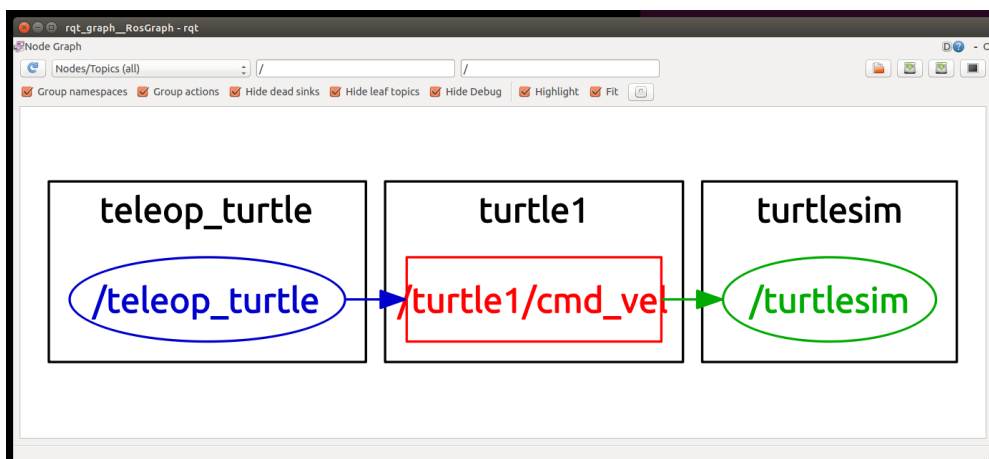 rqt_graph__RosGraph - rqt
Node Graph
D
-
Nodes/Topics (all)
/
/
Group namespaces
Group actions
Hide dead sinks
Hide leaf topics
Hide Debug
Highlight
Fit
teleop_turtle
turtle1
turtlesim
/teleop_turtle
/turtle1/cmd_vel
/turtlesim